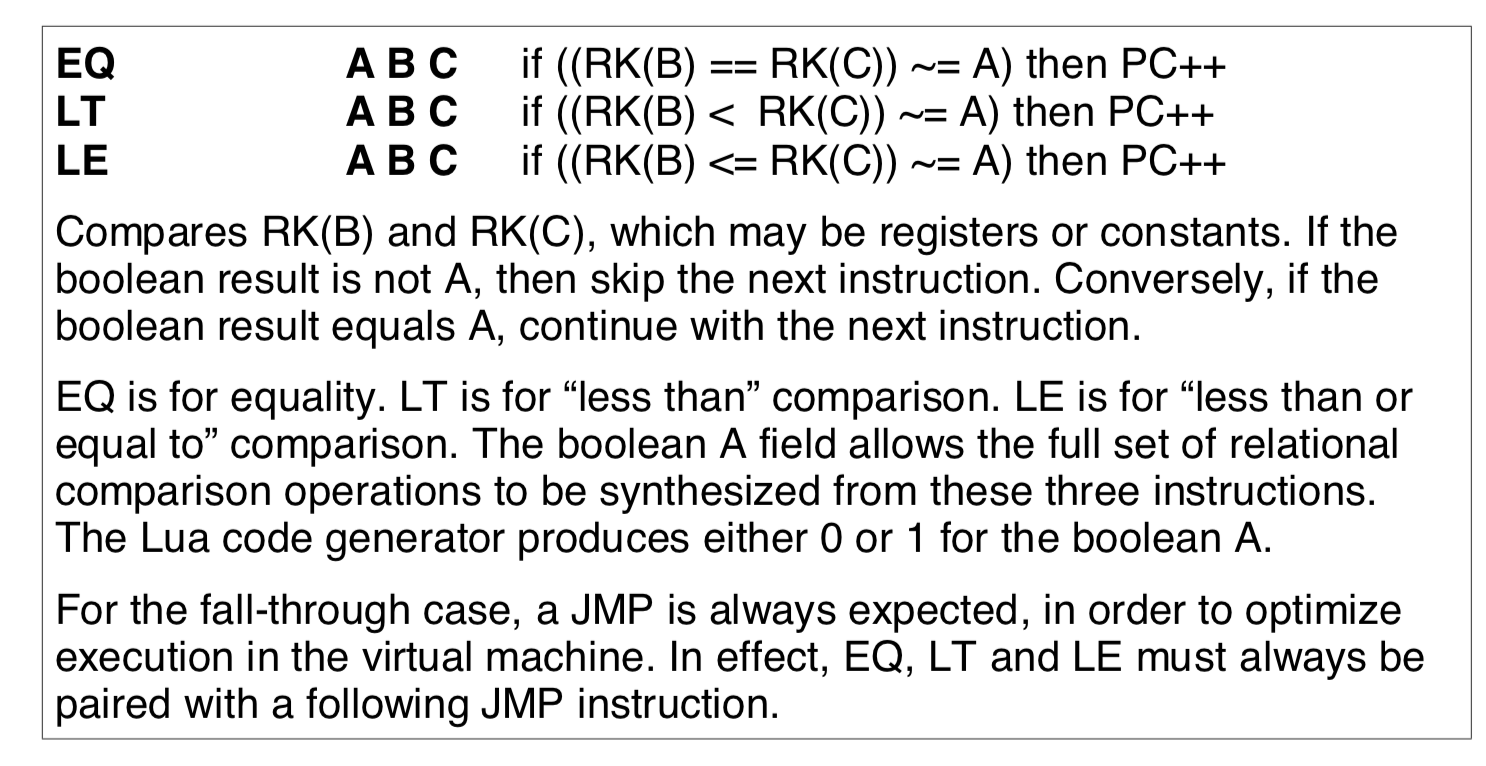 EQ A B C if ((RK(B) == RK(C)) ~= A) then PC++
LT A B C if ((RK(B) < RK(C)) ~= A) then PC++
LE A B C if ((RK(B) <= RK(C)) ~= A) then PC++
Compares RK(B) and RK(C), which may be registers or constants. If the
boolean result is not A, then skip the next instruction. Conversely, if the
boolean result equals A, continue with the next instruction.
EQ is for equality. LT is for “less than” comparison. LE is for “less than or
equal to” comparison. The boolean A field allows the full set of relational
comparison operations to be synthesized from these three instructions.
The Lua code generator produces either 0 or 1 for the boolean A.
For the fall-through case, a JMP is always expected, in order to optimize
execution in the virtual machine. In effect, EQ, LT and LE must always be
paired with a following JMP instruction.